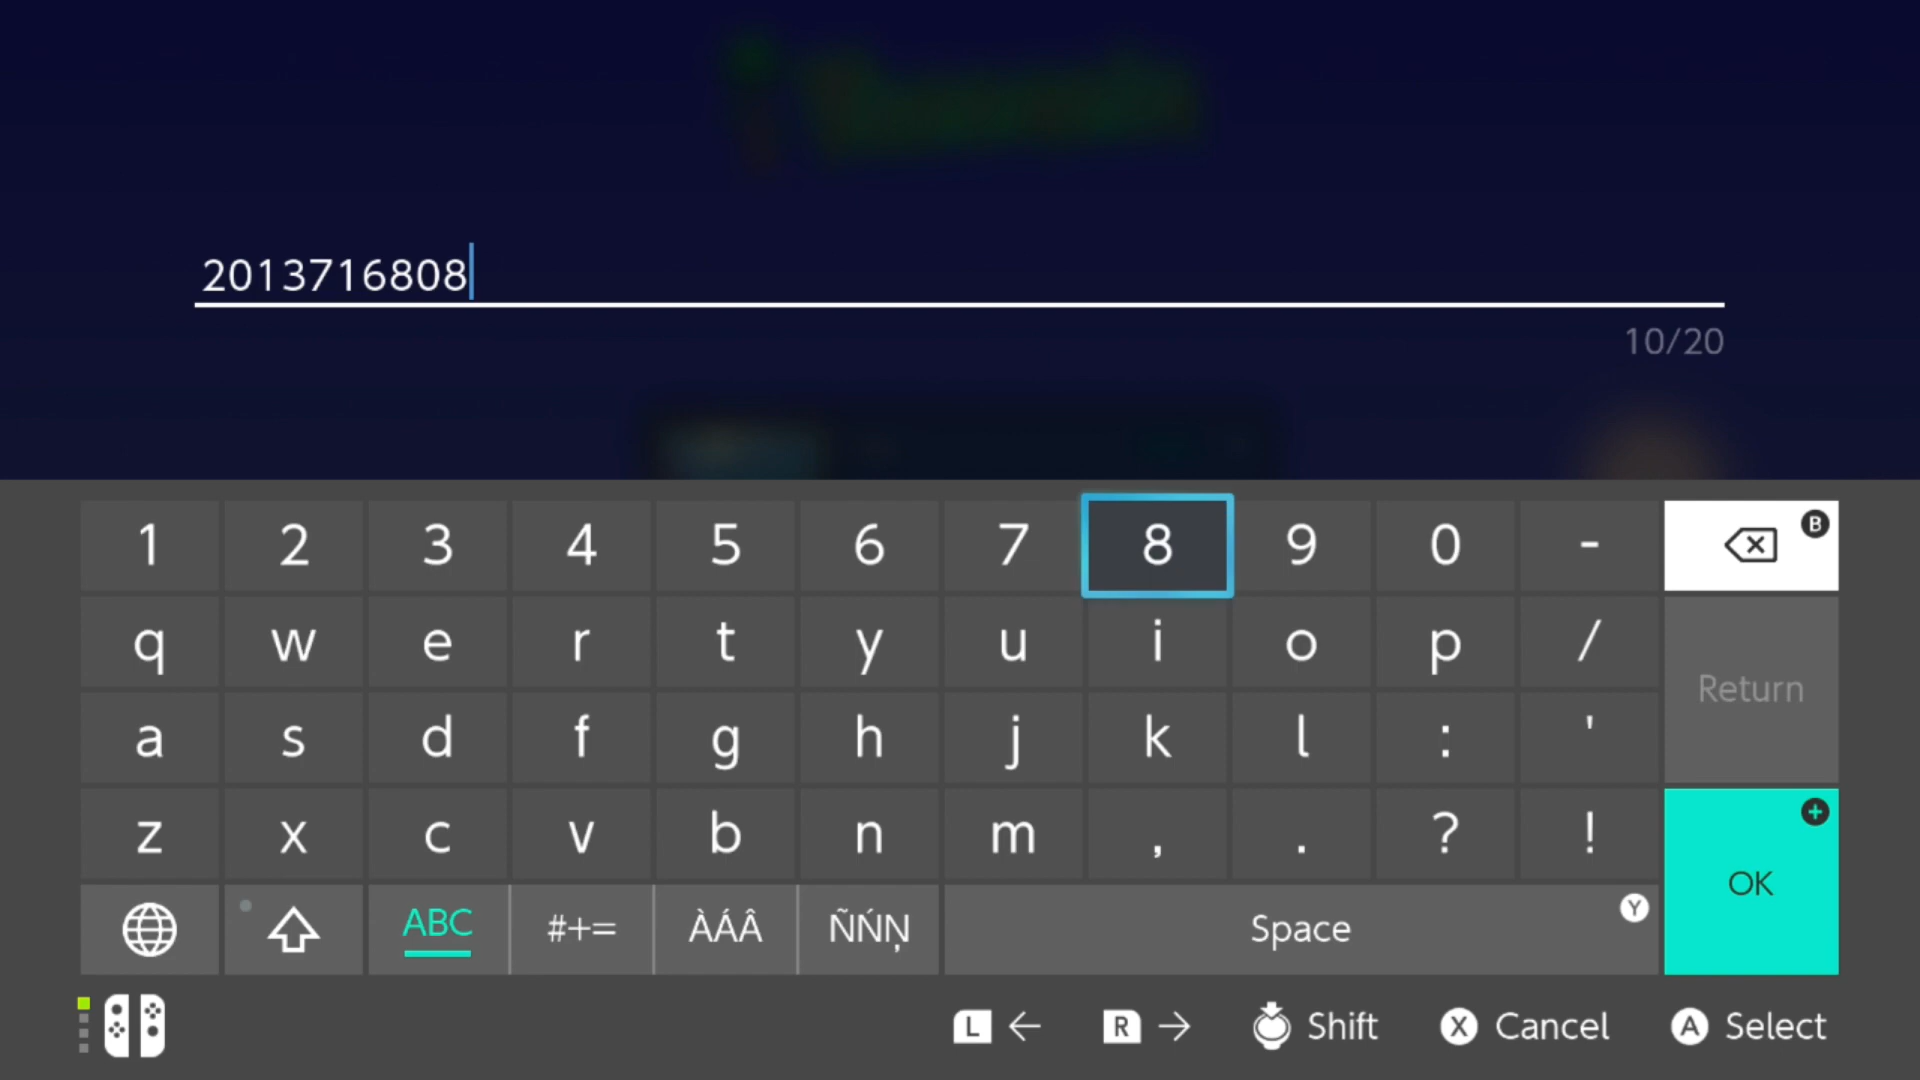 2013716808
10/20
1 2 3 4 5 6 7 8 9 0 - B
q w e r t y u i o p / Return
a s d f g h j k l : '
z x c v b n m , . ? ! + OK
ABC #+= ÀÁÂ ÑŃŅ Space Y
L ← R → Shift X Cancel A Select